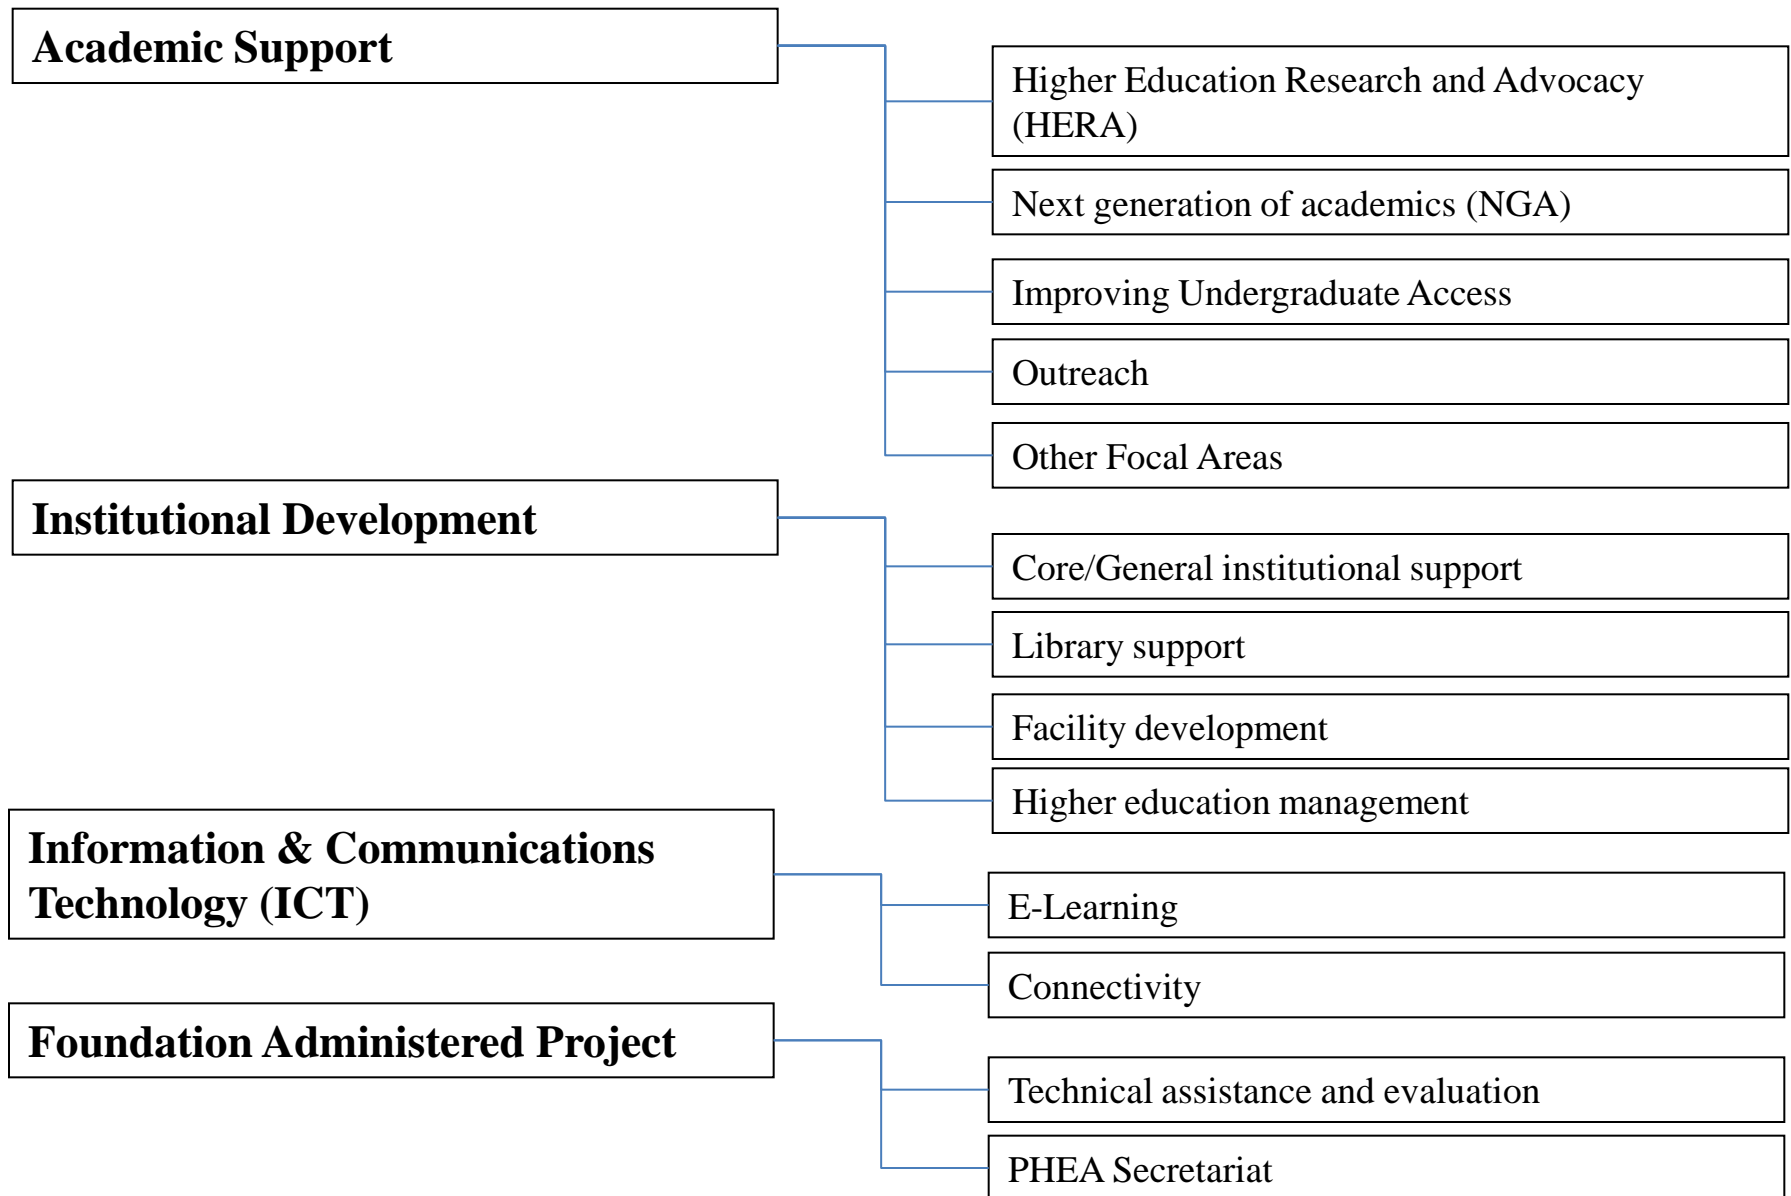 Academic Support
Higher Education Research and Advocacy
(HERA)
Next generation of academics (NGA)
Improving Undergraduate Access
Outreach
Other Focal Areas
Institutional Development
Core/General institutional support
Library support
Facility development
Higher education management
Information & Communications
Technology (ICT)
E-Learning
Connectivity
Foundation Administered Project
Technical assistance and evaluation
PHEA Secretariat